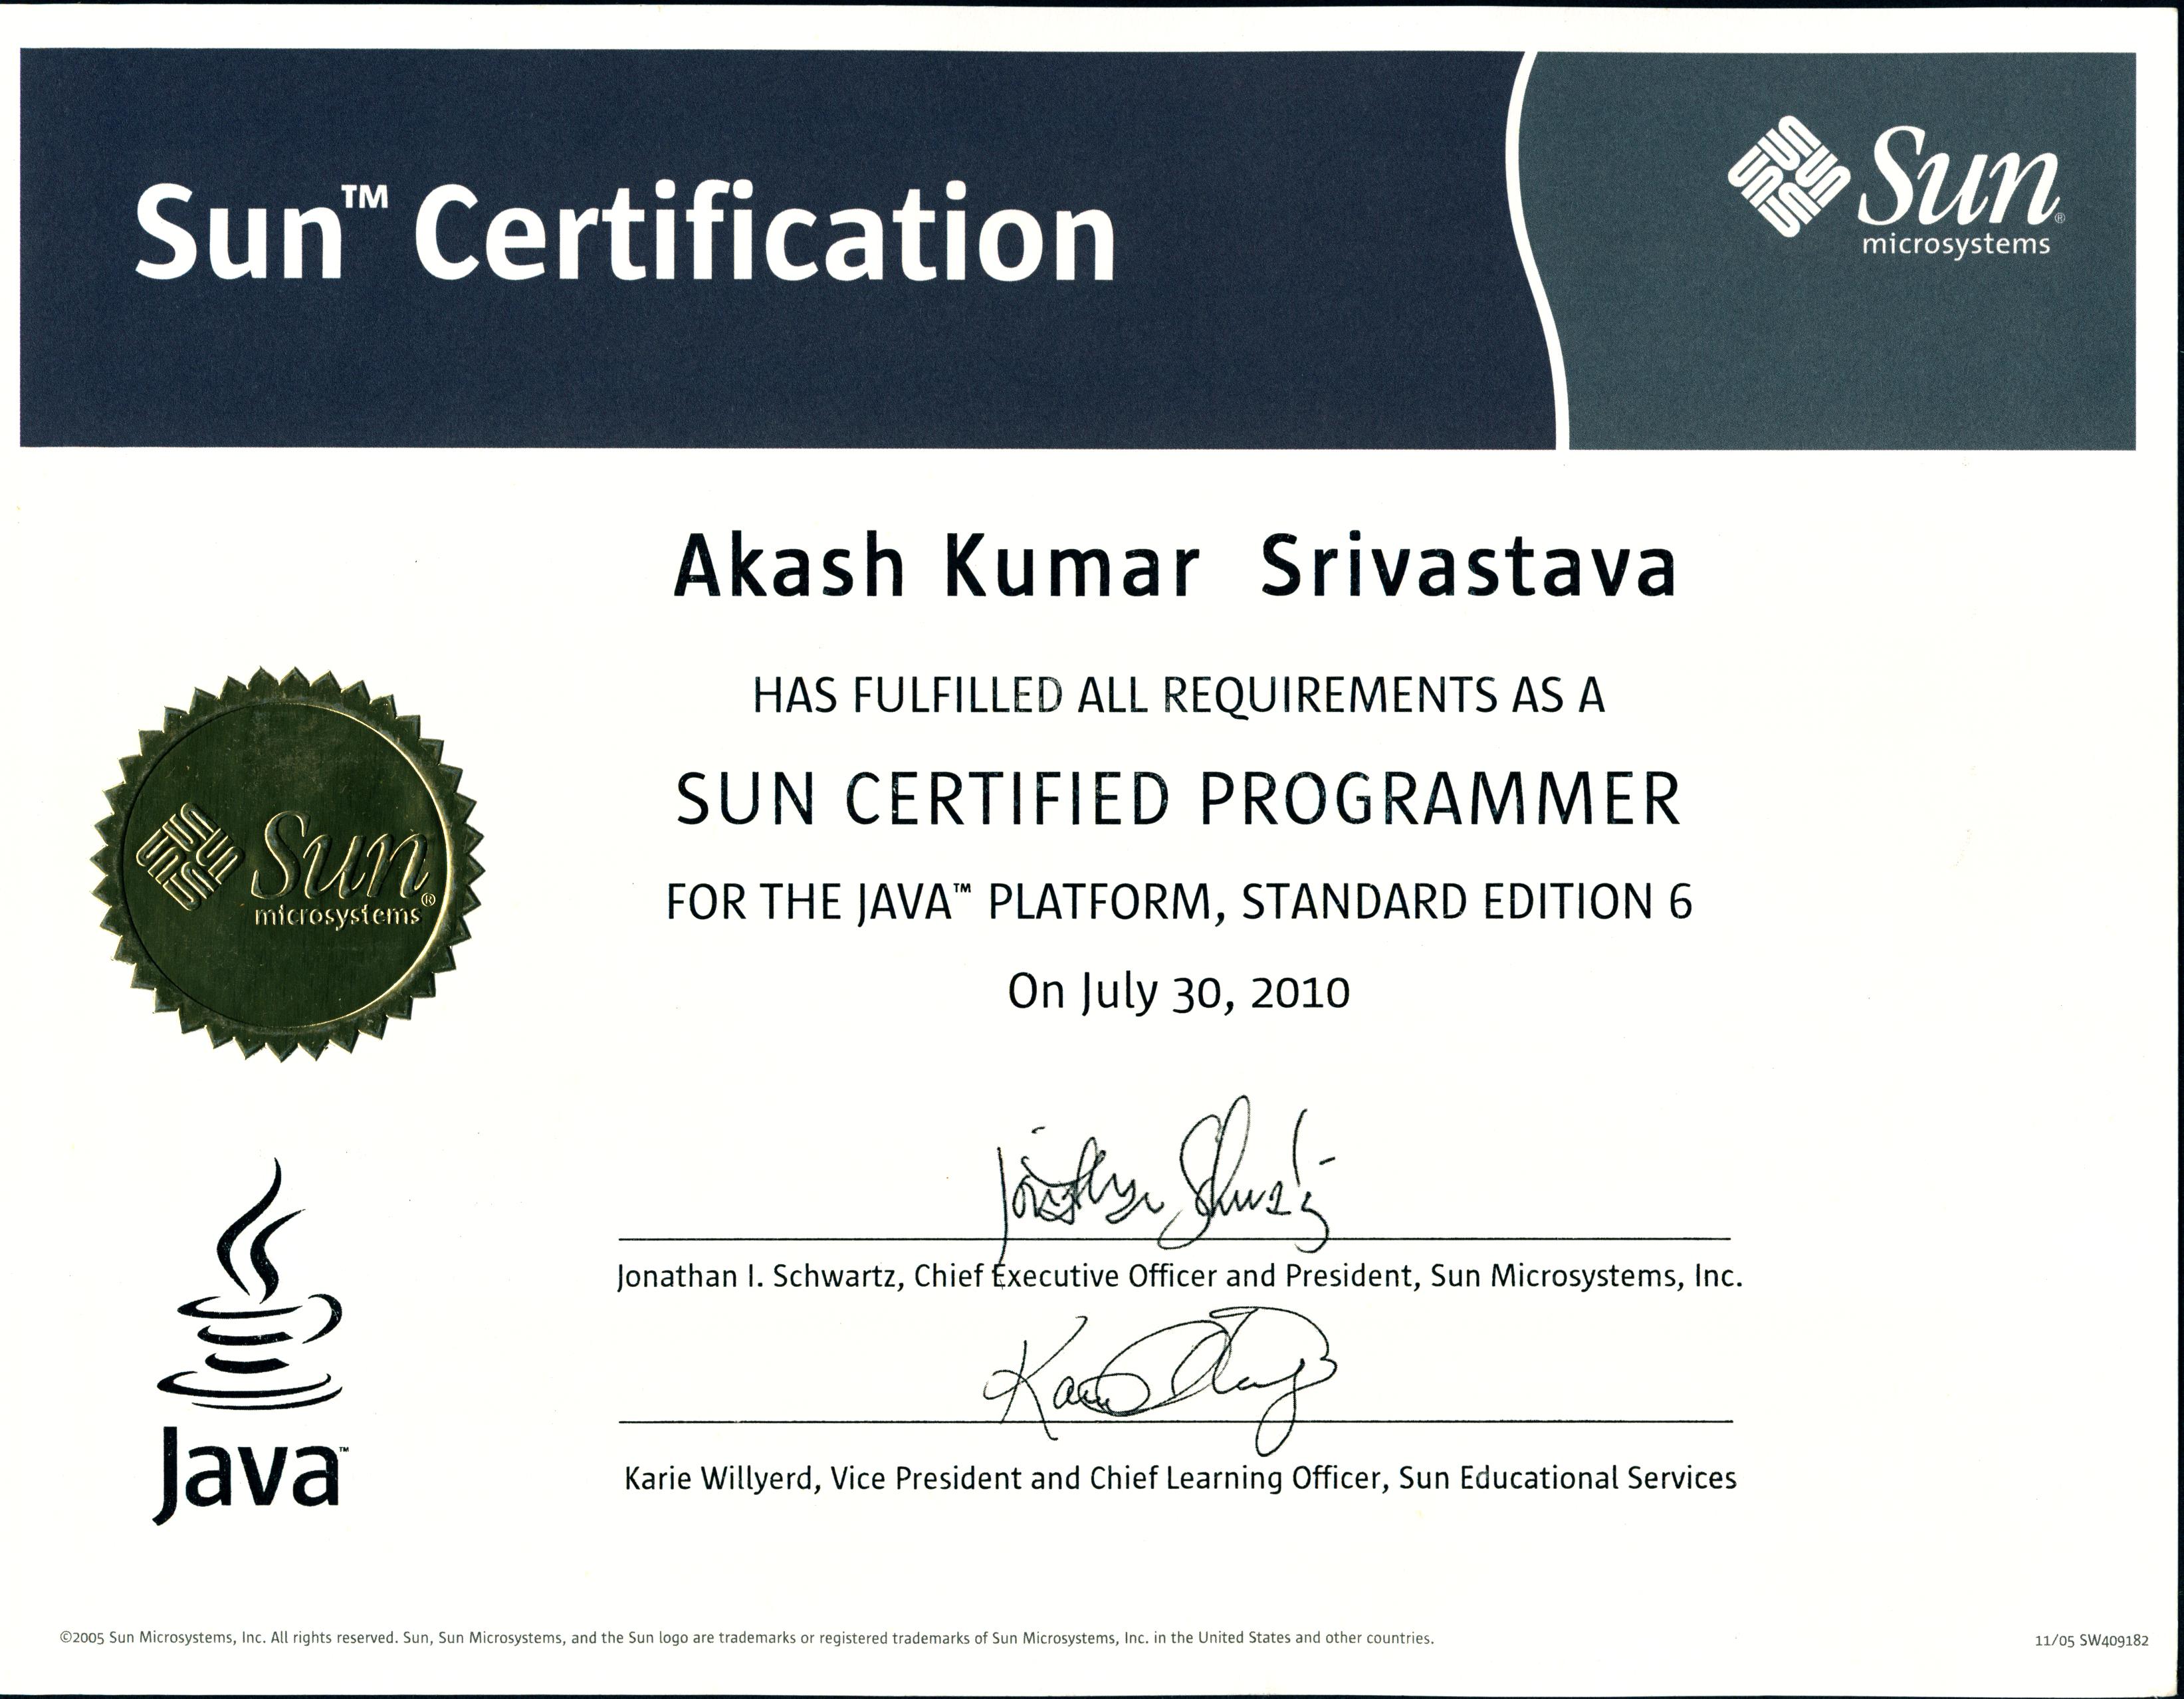 Sun™ Certification
Sun®
microsystems
Akash Kumar Srivastava
HAS FULFILLED ALL REQUIREMENTS AS A
SUN CERTIFIED PROGRAMMER
FOR THE JAVA™ PLATFORM, STANDARD EDITION 6
On July 30, 2010
Sun®
microsystems
Jonathan I. Schwartz, Chief Executive Officer and President, Sun Microsystems, Inc.
Karie Willyerd, Vice President and Chief Learning Officer, Sun Educational Services
Java™
©2005 Sun Microsystems, Inc. All rights reserved. Sun, Sun Microsystems, and the Sun logo are trademarks or registered trademarks of Sun Microsystems, Inc. in the United States and other countries.
11/05 SW409182